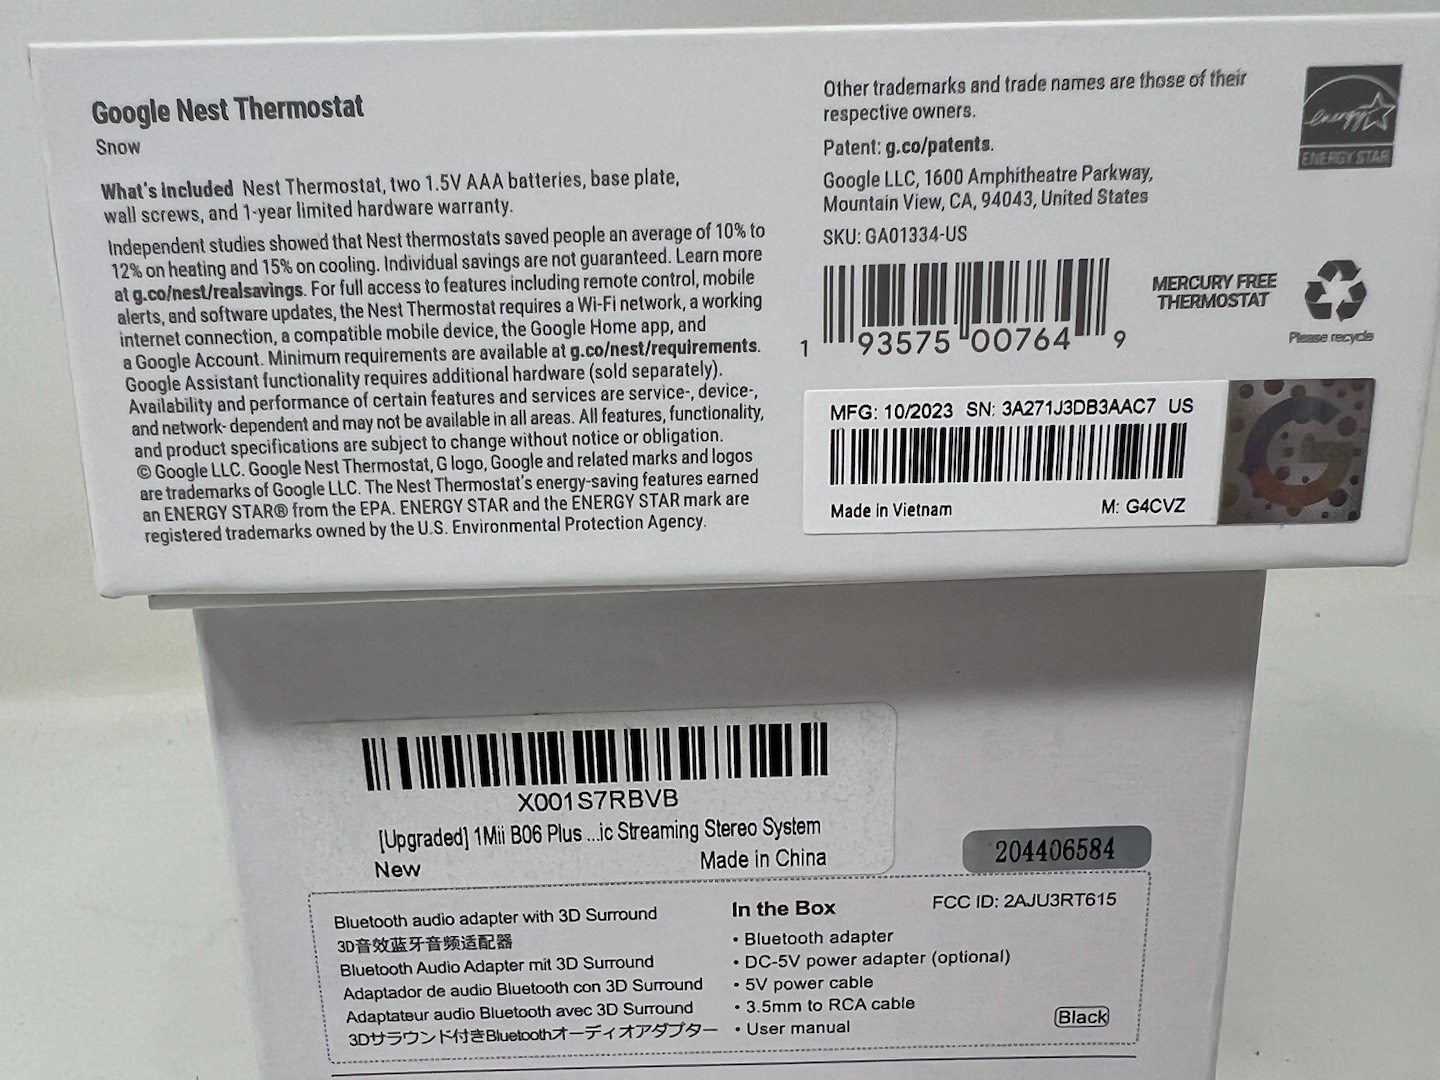 Google Nest Thermostat
Snow
What's included Nest Thermostat, two 1.5V AAA batteries, base plate,
wall screws, and 1-year limited hardware warranty.
Independent studies showed that Nest thermostats saved people an average of 10% to
12% on heating and 15% on cooling. Individual savings are not guaranteed. Learn more
at g.co/nest/realsavings. For full access to features including remote control, mobile
alerts, and software updates, the Nest Thermostat requires a Wi-Fi network, a working
internet connection, a compatible mobile device, the Google Home app, and
a Google Account. Minimum requirements are available at g.co/nest/requirements.
Google Assistant functionality requires additional hardware (sold separately).
Availability and performance of certain features and services are service-, device-,
and network- dependent and may not be available in all areas. All features, functionality,
and product specifications are subject to change without notice or obligation.
© Google LLC. Google Nest Thermostat, G logo, Google and related marks and logos
are trademarks of Google LLC. The Nest Thermostat's energy-saving features earned
an ENERGY STAR® from the EPA. ENERGY STAR and the ENERGY STAR mark are
registered trademarks owned by the U.S. Environmental Protection Agency.
Other trademarks and trade names are those of their
respective owners.
Patent: g.co/patents.
Google LLC, 1600 Amphitheatre Parkway,
Mountain View, CA, 94043, United States
SKU: GA01334-US
1 93575 00764 9
energy
ENERGY STAR
MERCURY FREE
THERMOSTAT
Please recycle
MFG: 10/2023 SN: 3A271J3DB3AAC7 US
Made in Vietnam M: G4CVZ
G
X001S7RBVB
[Upgraded] 1Mii B06 Plus ...ic Streaming Stereo System
New Made in China
204406584
Bluetooth audio adapter with 3D Surround
3D音效蓝牙音频适配器
Bluetooth Audio Adapter mit 3D Surround
Adaptador de audio Bluetooth con 3D Surround
Adaptateur audio Bluetooth avec 3D Surround
3Dサラウンド付きBluetoothオーディオアダプター
In the Box
• Bluetooth adapter
• DC-5V power adapter (optional)
• 5V power cable
• 3.5mm to RCA cable
• User manual
FCC ID: 2AJU3RT615
Black